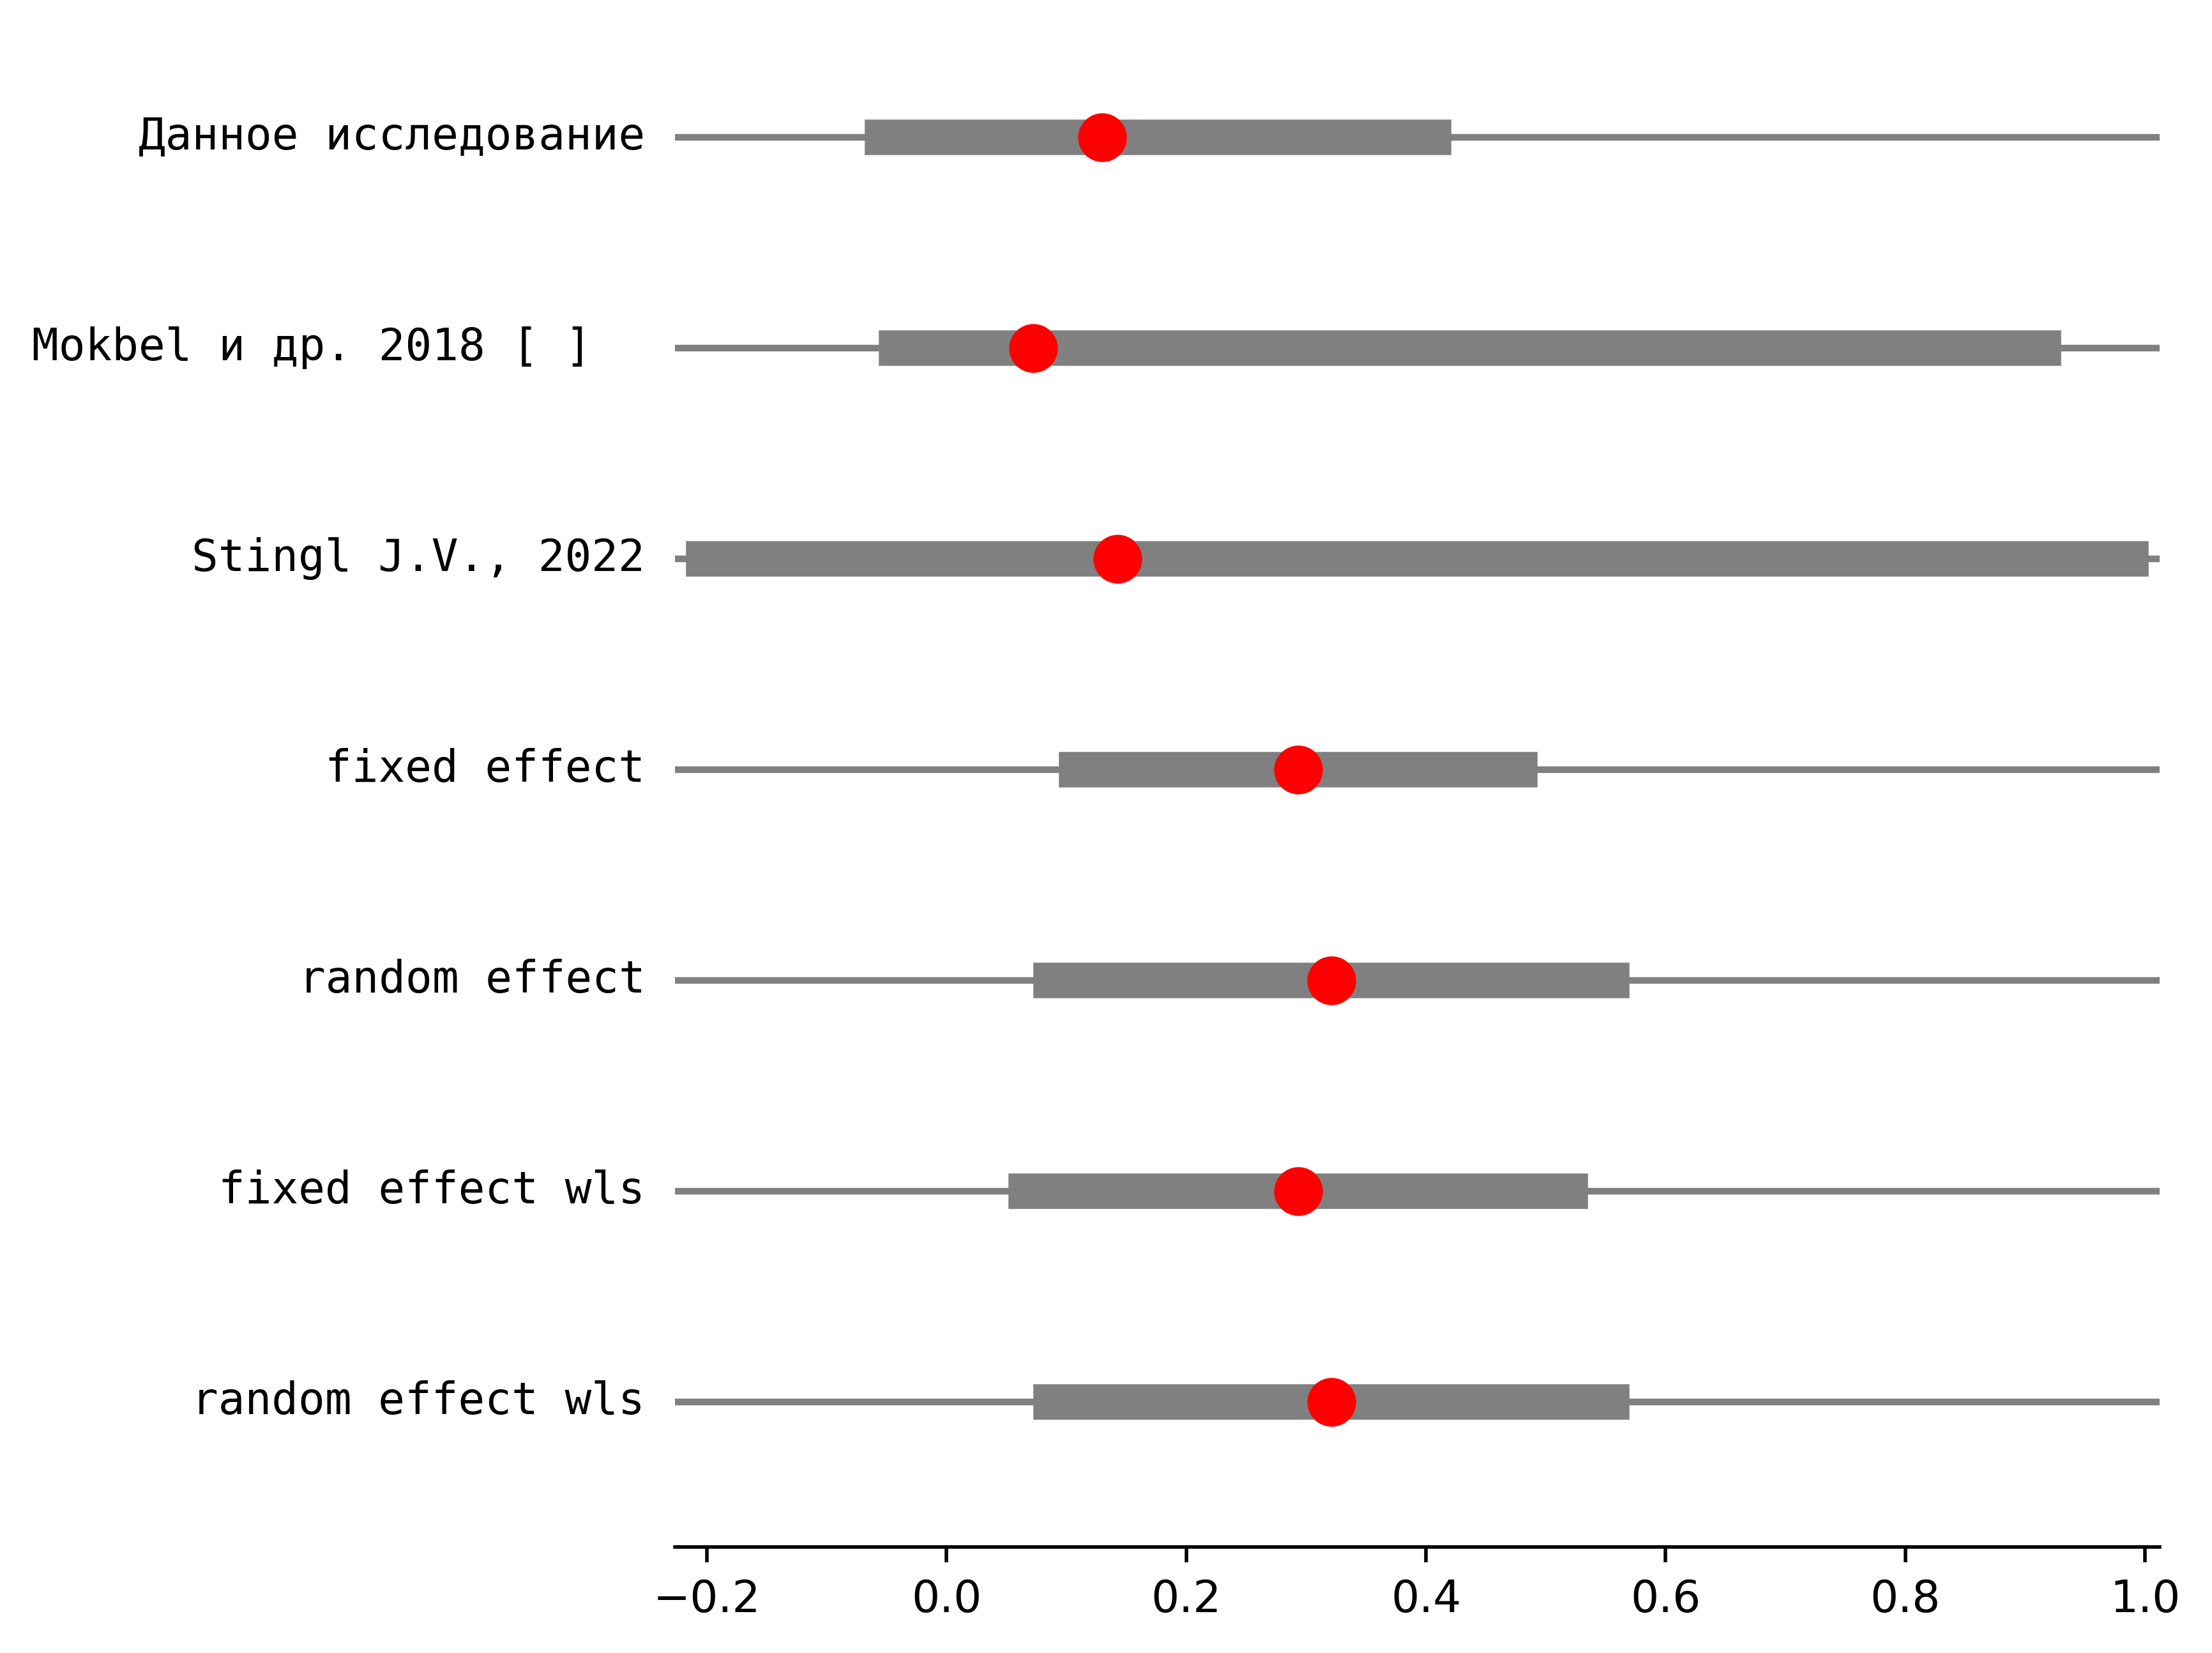 Данное исследование
Mokbel и др. 2018 [ ]
Stingl J.V., 2022
fixed effect
random effect
fixed effect wls
random effect wls
−0.2 0.0 0.2 0.4 0.6 0.8 1.0